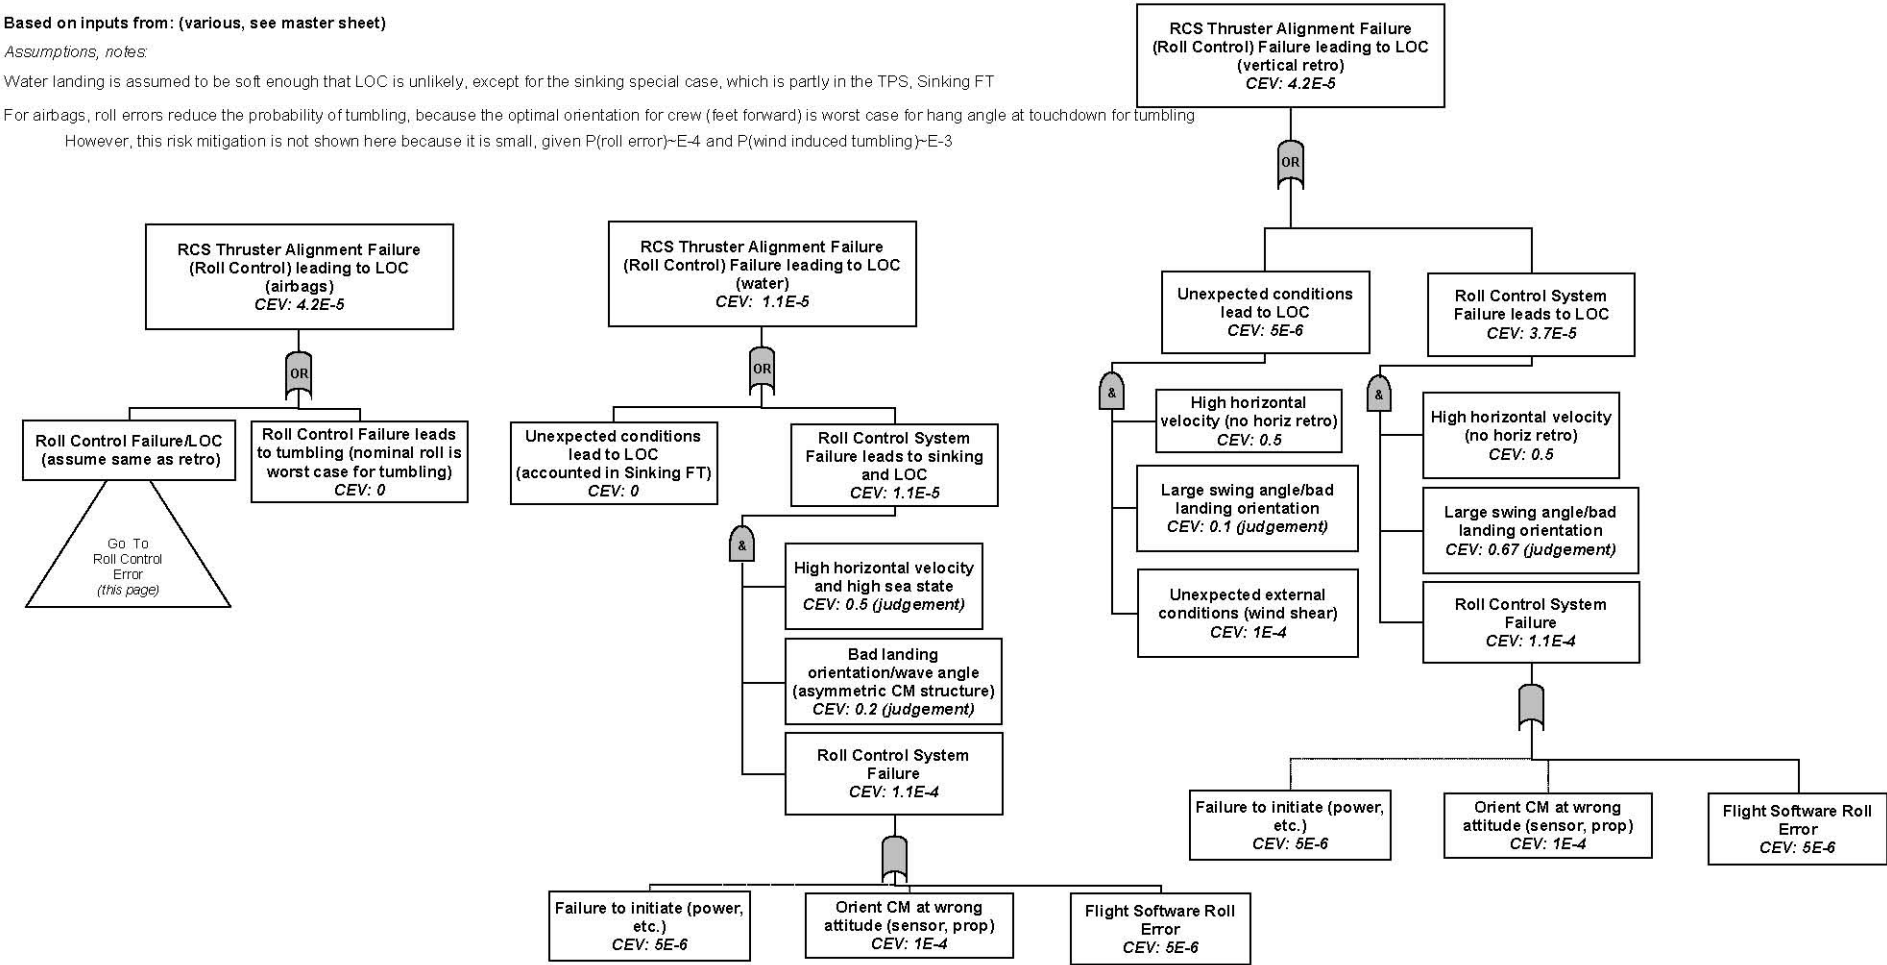 Based on inputs from: (various, see master sheet)
Assumptions, notes:
Water landing is assumed to be soft enough that LOC is unlikely, except for the sinking special case, which is partly in the TPS, Sinking FT
For airbags, roll errors reduce the probability of tumbling, because the optimal orientation for crew (feet forward) is worst case for hang angle at touchdown for tumbling
However, this risk mitigation is not shown here because it is small, given P(roll error)~E-4 and P(wind induced tumbling)~E-3
RCS Thruster Alignment Failure
(Roll Control) leading to LOC
(airbags)
CEV: 4.2E-5
OR
Roll Control Failure/LOC
(assume same as retro)
Go To
Roll Control
Error
(this page)
Roll Control Failure leads
to tumbling (nominal roll is
worst case for tumbling)
CEV: 0
RCS Thruster Alignment Failure
(Roll Control) Failure leading to LOC
(water)
CEV: 1.1E-5
OR
Unexpected conditions
lead to LOC
(accounted in Sinking FT)
CEV: 0
Roll Control System
Failure leads to sinking
and LOC
CEV: 1.1E-5
&
High horizontal velocity
and high sea state
CEV: 0.5 (judgement)
Bad landing
orientation/wave angle
(asymmetric CM structure)
CEV: 0.2 (judgement)
Roll Control System
Failure
CEV: 1.1E-4
Failure to initiate (power,
etc.)
CEV: 5E-6
Orient CM at wrong
attitude (sensor, prop)
CEV: 1E-4
Flight Software Roll
Error
CEV: 5E-6
RCS Thruster Alignment Failure
(Roll Control) Failure leading to LOC
(vertical retro)
CEV: 4.2E-5
OR
Unexpected conditions
lead to LOC
CEV: 5E-6
&
High horizontal
velocity (no horiz retro)
CEV: 0.5
Large swing angle/bad
landing orientation
CEV: 0.1 (judgement)
Unexpected external
conditions (wind shear)
CEV: 1E-4
Roll Control System
Failure leads to LOC
CEV: 3.7E-5
&
High horizontal velocity
(no horiz retro)
CEV: 0.5
Large swing angle/bad
landing orientation
CEV: 0.67 (judgement)
Roll Control System
Failure
CEV: 1.1E-4
Failure to initiate (power,
etc.)
CEV: 5E-6
Orient CM at wrong
attitude (sensor, prop)
CEV: 1E-4
Flight Software Roll
Error
CEV: 5E-6